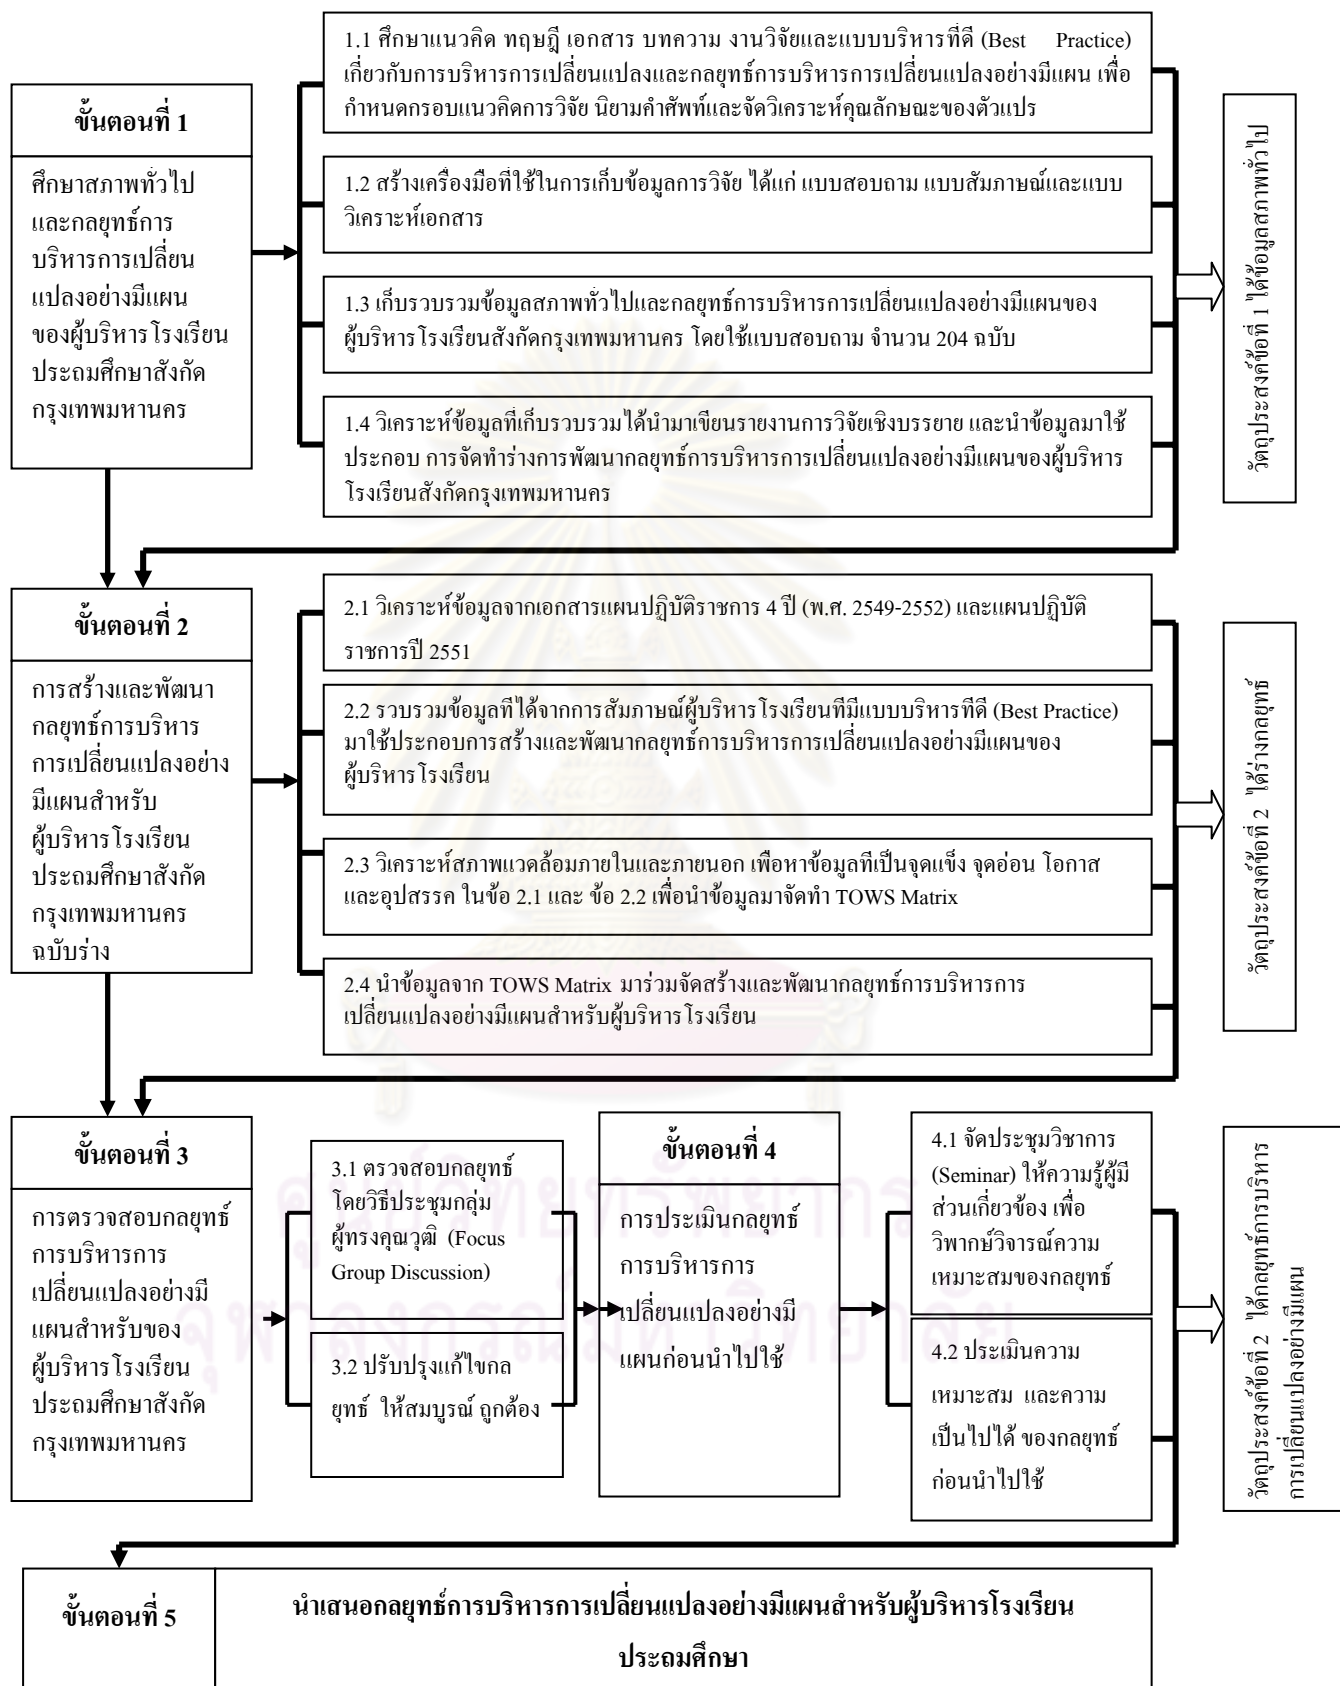 1.1 ศึกษาแนวคิด ทฤษฎี เอกสาร บทความ งานวิจัยและแบบบริหารที่ดี (Best Practice)
เกี่ยวกับการบริหารการเปลี่ยนแปลงและกลยุทธ์การบริหารการเปลี่ยนแปลงอย่างมีแผน เพื่อ
กำหนดกรอบแนวคิดการวิจัย นิยามคำศัพท์และจัดวิเคราะห์คุณลักษณะของตัวแปร
ขั้นตอนที่ 1
ศึกษาสภาพทั่วไป
และกลยุทธ์การ
บริหารการเปลี่ยน
แปลงอย่างมีแผน
ของผู้บริหารโรงเรียน
ประถมศึกษาสังกัด
กรุงเทพมหานคร
1.2 สร้างเครื่องมือที่ใช้ในการเก็บข้อมูลการวิจัย ได้แก่ แบบสอบถาม แบบสัมภาษณ์และแบบ
วิเคราะห์เอกสาร
1.3 เก็บรวบรวมข้อมูลสภาพทั่วไปและกลยุทธ์การบริหารการเปลี่ยนแปลงอย่างมีแผนของ
ผู้บริหารโรงเรียนสังกัดกรุงเทพมหานคร โดยใช้แบบสอบถาม จำนวน 204 ฉบับ
1.4 วิเคราะห์ข้อมูลที่เก็บรวบรวมได้นำมาเขียนรายงานการวิจัยเชิงบรรยาย และนำข้อมูลมาใช้
ประกอบ การจัดทำร่างการพัฒนากลยุทธ์การบริหารการเปลี่ยนแปลงอย่างมีแผนของผู้บริหาร
โรงเรียนสังกัดกรุงเทพมหานคร
วัตถุประสงค์ข้อที่ 1 ได้ข้อมูลสภาพทั่วไป
ขั้นตอนที่ 2
การสร้างและพัฒนา
กลยุทธ์การบริหาร
การเปลี่ยนแปลงอย่าง
มีแผนสำหรับ
ผู้บริหารโรงเรียน
ประถมศึกษาสังกัด
กรุงเทพมหานคร
ฉบับร่าง
2.1 วิเคราะห์ข้อมูลจากเอกสารแผนปฏิบัติราชการ 4 ปี (พ.ศ. 2549-2552) และแผนปฏิบัติ
ราชการปี 2551
2.2 รวบรวมข้อมูลที่ได้จากการสัมภาษณ์ผู้บริหารโรงเรียนที่มีแบบบริหารที่ดี (Best Practice)
มาใช้ประกอบการสร้างและพัฒนากลยุทธ์การบริหารการเปลี่ยนแปลงอย่างมีแผนของ
ผู้บริหารโรงเรียน
2.3 วิเคราะห์สภาพแวดล้อมภายในและภายนอก เพื่อหาข้อมูลที่เป็นจุดแข็ง จุดอ่อน โอกาส
และอุปสรรค ในข้อ 2.1 และ ข้อ 2.2 เพื่อนำข้อมูลมาจัดทำ TOWS Matrix
2.4 นำข้อมูลจาก TOWS Matrix มาร่วมจัดสร้างและพัฒนากลยุทธ์การบริหารการ
เปลี่ยนแปลงอย่างมีแผนสำหรับผู้บริหารโรงเรียน
วัตถุประสงค์ข้อที่ 2 ได้ร่างกลยุทธ์
ขั้นตอนที่ 3
การตรวจสอบกลยุทธ์
การบริหารการ
เปลี่ยนแปลงอย่างมี
แผนสำหรับของ
ผู้บริหารโรงเรียน
ประถมศึกษาสังกัด
กรุงเทพมหานคร
3.1 ตรวจสอบกลยุทธ์
โดยวิธีประชุมกลุ่ม
ผู้ทรงคุณวุฒิ (Focus
Group Discussion)
3.2 ปรับปรุงแก้ไขกล
ยุทธ์ ให้สมบูรณ์ ถูกต้อง
ขั้นตอนที่ 4
การประเมินกลยุทธ์
การบริหารการ
เปลี่ยนแปลงอย่างมี
แผนก่อนนำไปใช้
4.1 จัดประชุมวิชาการ
(Seminar) ให้ความรู้ผู้มี
ส่วนเกี่ยวข้อง เพื่อ
วิพากษ์วิจารณ์ความ
เหมาะสมของกลยุทธ์
4.2 ประเมินความ
เหมาะสม และความ
เป็นไปได้ ของกลยุทธ์
ก่อนนำไปใช้
วัตถุประสงค์ข้อที่ 2 ได้กลยุทธ์การบริหาร
การเปลี่ยนแปลงอย่างมีแผน
ศูนย์วิทยทรัพยากร
จุฬาลงกรณ์มหาวิทยาลัย
ขั้นตอนที่ 5
นำเสนอกลยุทธ์การบริหารการเปลี่ยนแปลงอย่างมีแผนสำหรับผู้บริหารโรงเรียน
ประถมศึกษา